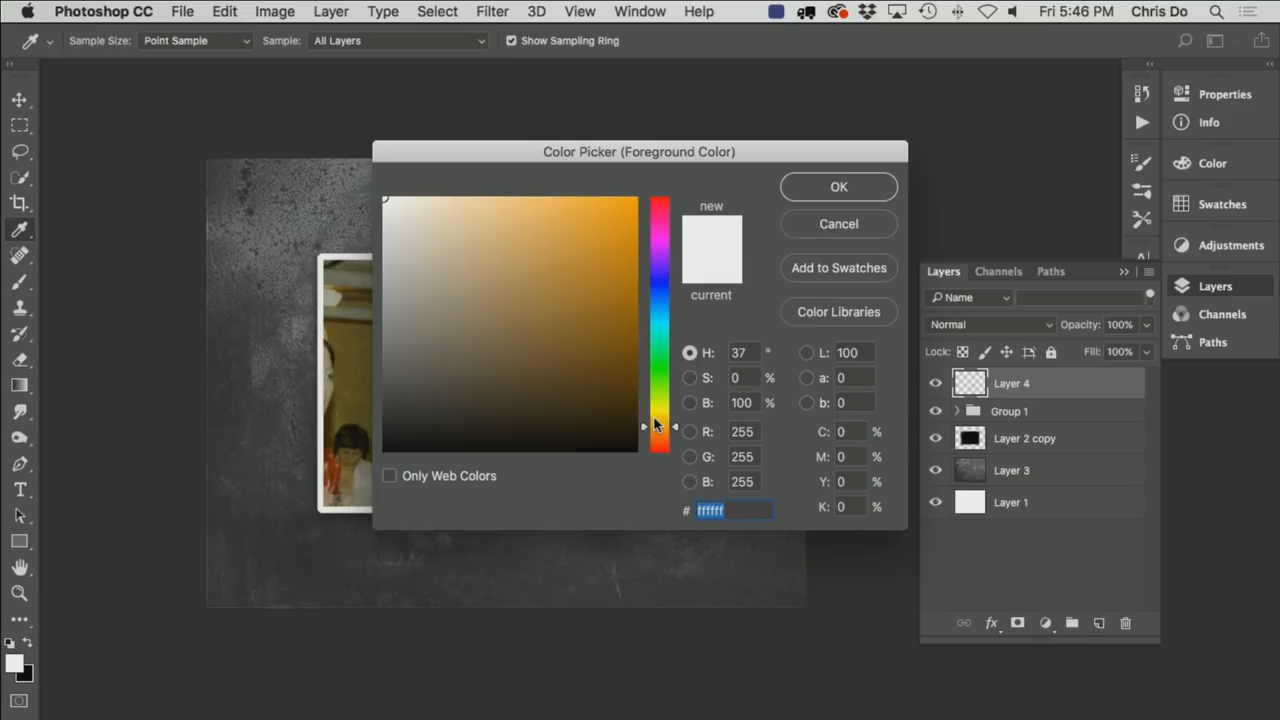 Photoshop CC File Edit Image Layer Type Select Filter 3D View Window Help Fri 5:46 PM Chris Do
Sample Size: Point Sample Sample: All Layers Show Sampling Ring
Color Picker (Foreground Color)
new
current
OK
Cancel
Add to Swatches
Color Libraries
H: 37 ° L: 100
S: 0 % a: 0
B: 100 % b: 0
R: 255 C: 0 %
G: 255 M: 0 %
B: 255 Y: 0 %
# ffffff K: 0 %
Only Web Colors
Properties
Info
Color
Swatches
Adjustments
Layers
Channels
Paths
Layers Channels Paths
Name
Normal Opacity: 100%
Lock: Fill: 100%
Layer 4
Group 1
Layer 2 copy
Layer 3
Layer 1
fx
T